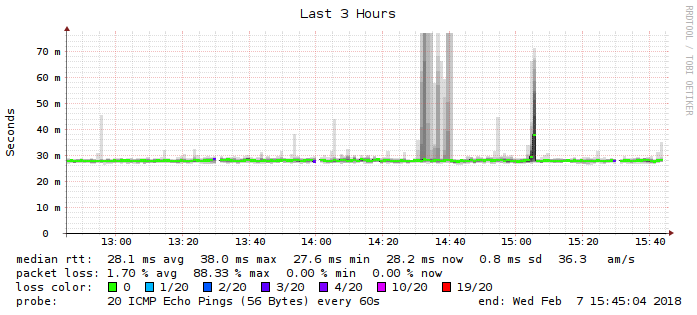 Last 3 Hours
RRDTOOL / TOBI OETIKER
Seconds
70 m
60 m
50 m
40 m
30 m
20 m
10 m
0
13:00 13:20 13:40 14:00 14:20 14:40 15:00 15:20 15:40
median rtt: 28.1 ms avg 38.0 ms max 27.6 ms min 28.2 ms now 0.8 ms sd 36.3 am/s
packet loss: 1.70 % avg 88.33 % max 0.00 % min 0.00 % now
loss color: 0 1/20 2/20 3/20 4/20 10/20 19/20
probe: 20 ICMP Echo Pings (56 Bytes) every 60s end: Wed Feb 7 15:45:04 2018